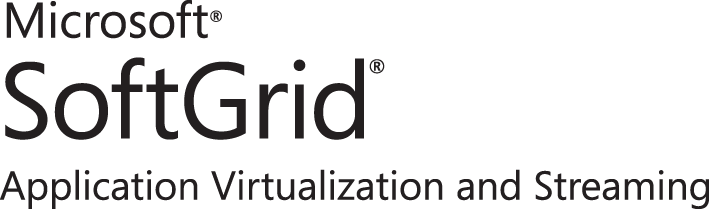 Microsoft®
SoftGrid®
Application Virtualization and Streaming